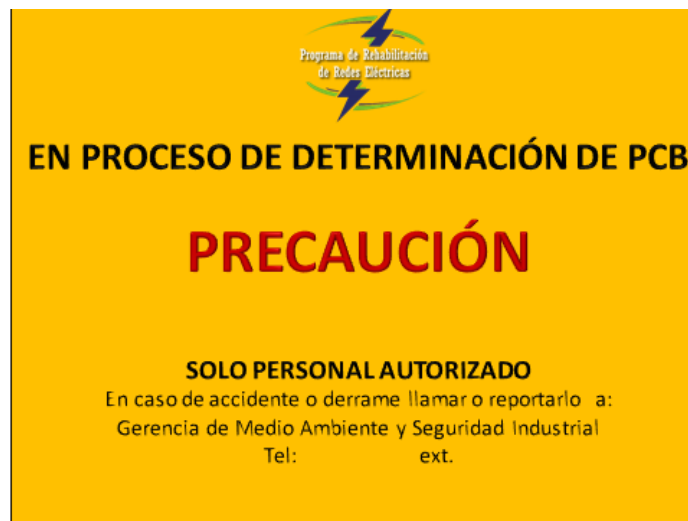 Programa de Rehabilitación
de Redes Eléctricas
EN PROCESO DE DETERMINACIÓN DE PCB
PRECAUCIÓN
SOLO PERSONAL AUTORIZADO
En caso de accidente o derrame llamar o reportarlo a:
Gerencia de Medio Ambiente y Seguridad Industrial
Tel: ext.